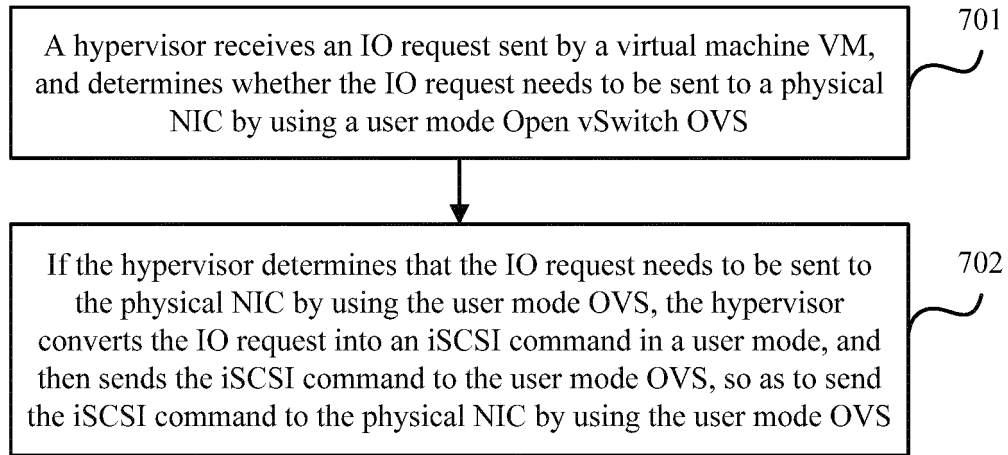 701
A hypervisor receives an IO request sent by a virtual machine VM,
and determines whether the IO request needs to be sent to a physical
NIC by using a user mode Open vSwitch OVS
702
If the hypervisor determines that the IO request needs to be sent to
the physical NIC by using the user mode OVS, the hypervisor
converts the IO request into an iSCSI command in a user mode, and
then sends the iSCSI command to the user mode OVS, so as to send
the iSCSI command to the physical NIC by using the user mode OVS